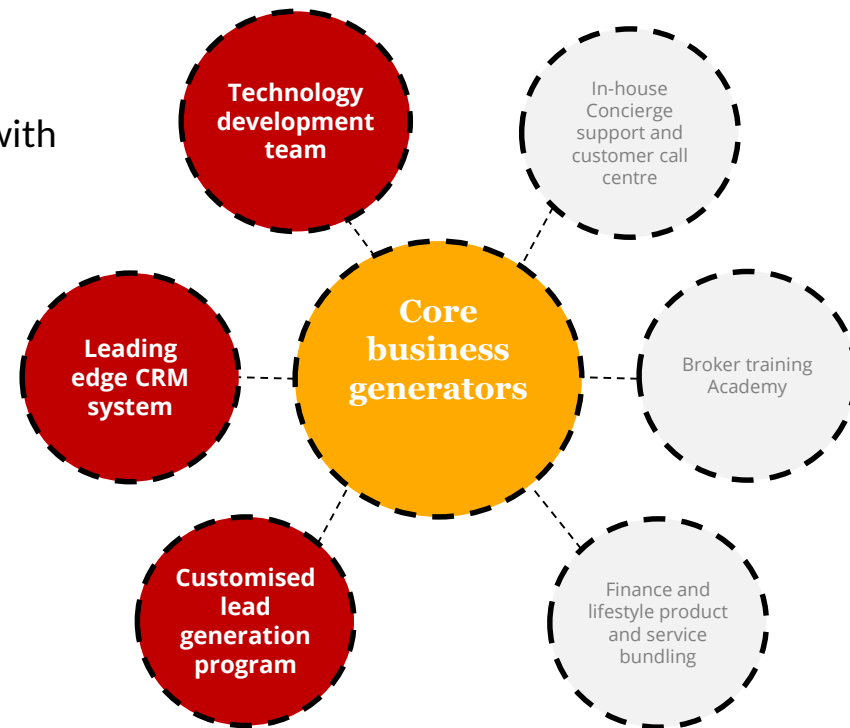 with
Technology
development
team
In-house
Concierge
support and
customer call
centre
Core
business
generators
Leading
edge CRM
system
Broker training
Academy
Customised
lead
generation
program
Finance and
lifestyle product
and service
bundling